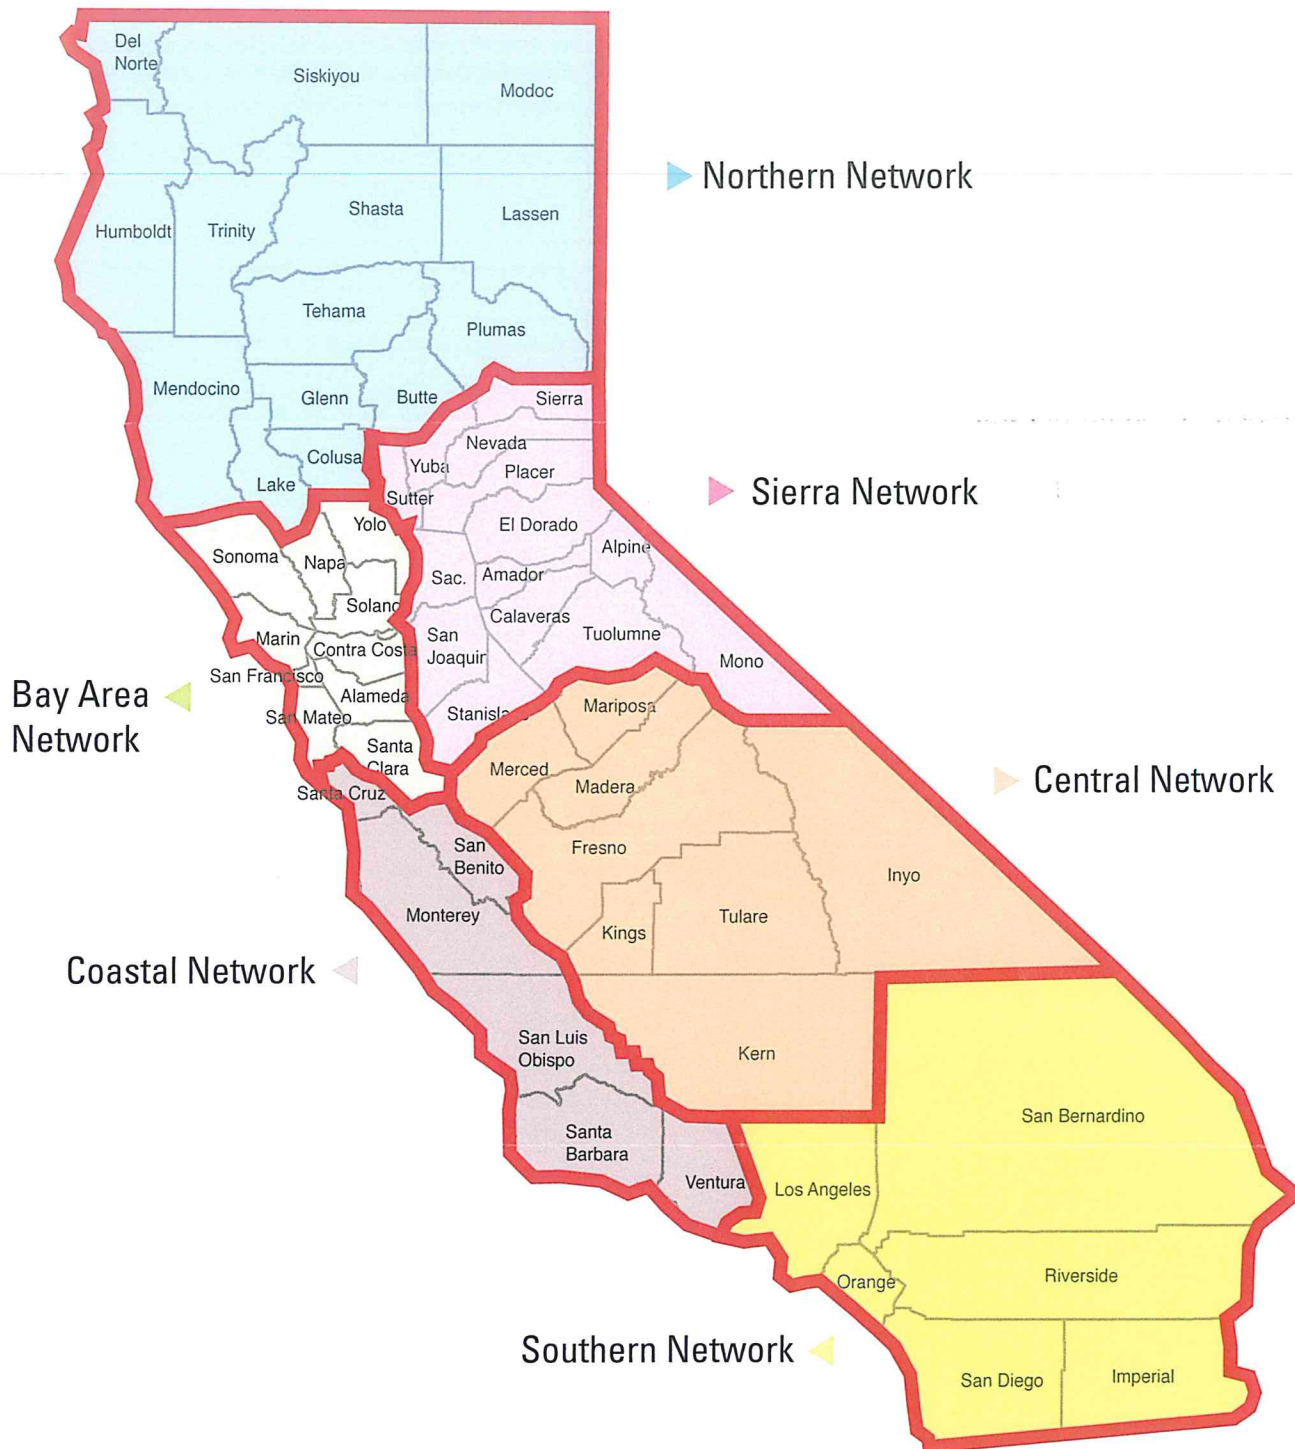 Del
Norte
Siskiyou
Modoc
Northern Network
Humboldt
Trinity
Shasta
Lassen
Tehama
Plumas
Mendocino
Glenn
Butte
Sierra
Colusa
Lake
Nevada
Yuba
Placer
Sutter
Sierra Network
Yolo
El Dorado
Alpine
Sonoma
Napa
Sac.
Amador
Solano
Calaveras
Marin
Contra Costa
San
Joaquin
Tuolumne
Mono
San Francisco
Alameda
Bay Area
Network
San Mateo
Stanisla
Mariposa
Santa
Clara
Merced
Madera
Central Network
Santa Cruz
San
Benito
Fresno
Inyo
Monterey
Kings
Tulare
Coastal Network
San Luis
Obispo
Kern
San Bernardino
Santa
Barbara
Ventura
Los Angeles
Orange
Riverside
Southern Network
San Diego
Imperial